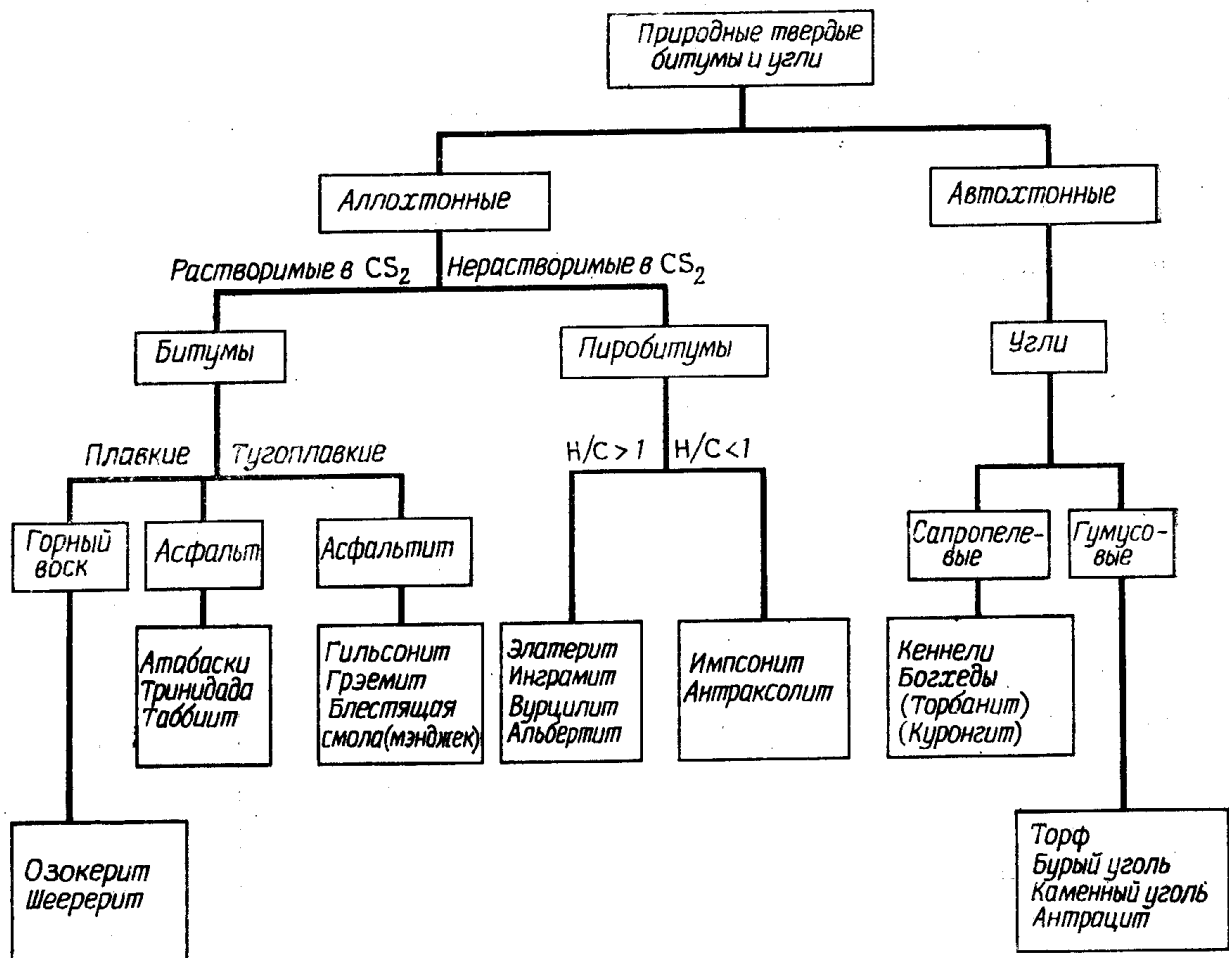 Природные твердые
битумы и угли
Аллохтонные
Автохтонные
Растворимые в CS₂
Нерастворимые в CS₂
Битумы
Пиробитумы
Угли
Плавкие
Тугоплавкие
H/C > 1
H/C < 1
Горный
воск
Асфальт
Асфальтит
Сапропеле-
вые
Гумусо-
вые
Атабаски
Тринидада
Таббиит
Гильсонит
Грэемит
Блестящая
смола(мэнджек)
Элатерит
Инграмит
Вурцилит
Альбертит
Импсонит
Антраксолит
Кеннели
Богхеды
(Торбанит)
(Куронгит)
Озокерит
Шеерерит
Торф
Бурый уголь
Каменный уголь
Антрацит